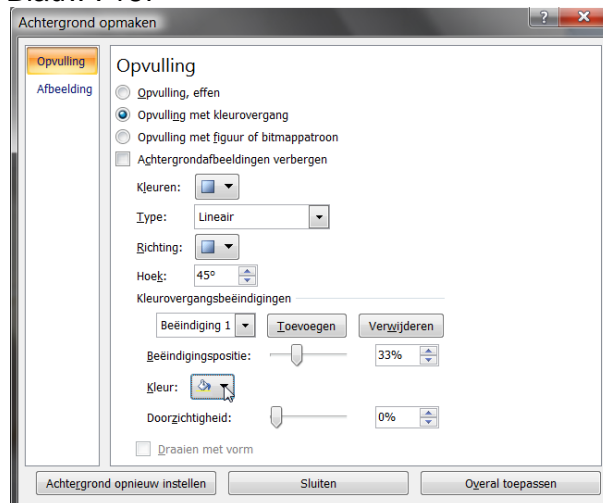 Achtergrond opmaken
Opvulling
Afbeelding
Opvulling
Opvulling, effen
Opvulling met kleurovergang
Opvulling met figuur of bitmappatroon
Achtergrondafbeeldingen verbergen
Kleuren:
Type: Lineair
Richting:
Hoek: 45°
Kleurovergangsbeëindigingen
Beëindiging 1 Toevoegen Verwijderen
Beëindigingspositie: 33%
Kleur:
Doorzichtigheid: 0%
Draaien met vorm
Achtergrond opnieuw instellen Sluiten Overal toepassen